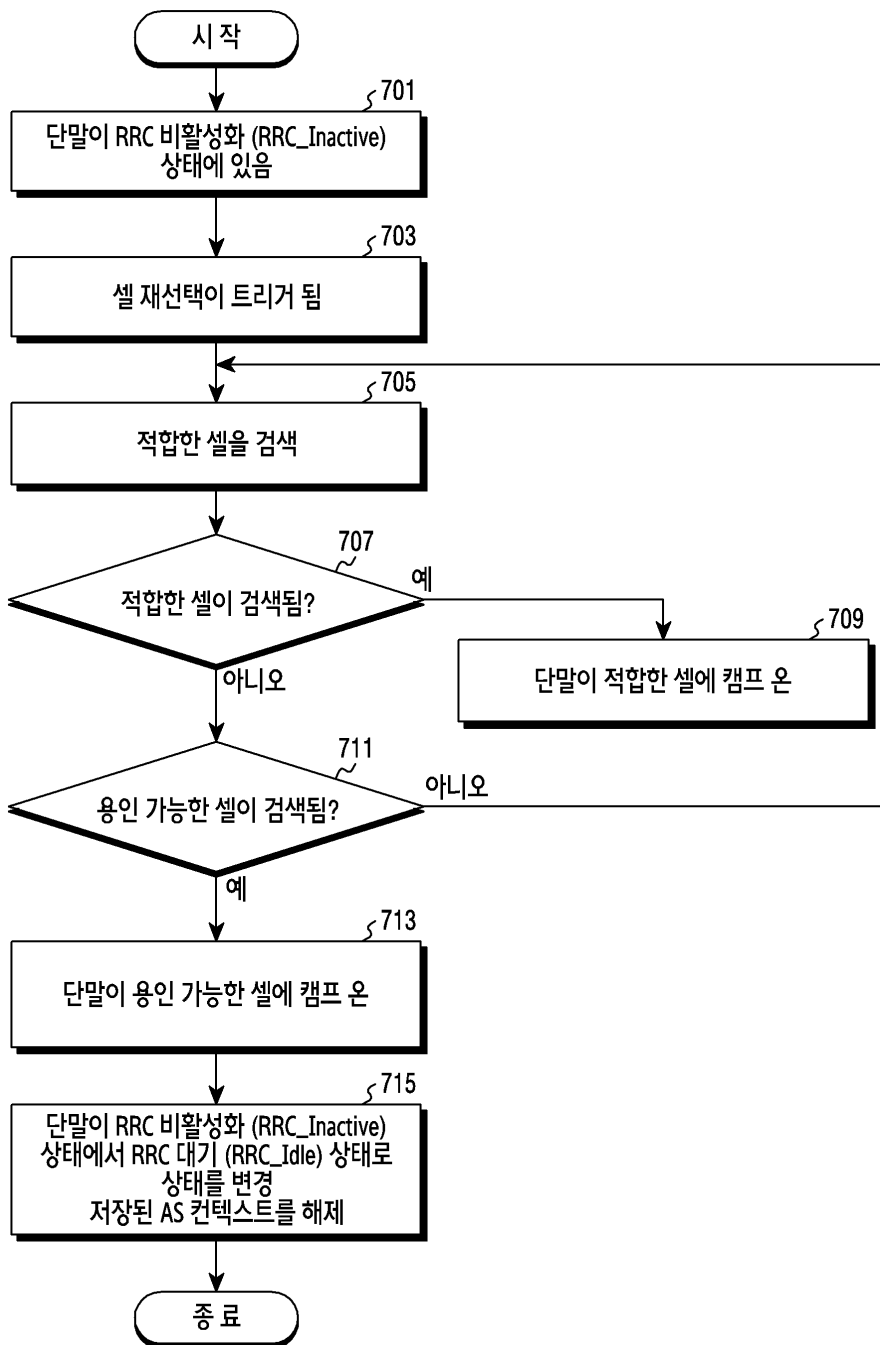 시 작
701
단말이 RRC 비활성화 (RRC_Inactive)
상태에 있음
703
셀 재선택이 트리거 됨
705
적합한 셀을 검색
707
적합한 셀이 검색됨?
예
아니오
709
단말이 적합한 셀에 캠프 온
711
용인 가능한 셀이 검색됨?
아니오
예
713
단말이 용인 가능한 셀에 캠프 온
715
단말이 RRC 비활성화 (RRC_Inactive)
상태에서 RRC 대기 (RRC_Idle) 상태로
상태를 변경
저장된 AS 컨텍스트를 해제
종 료